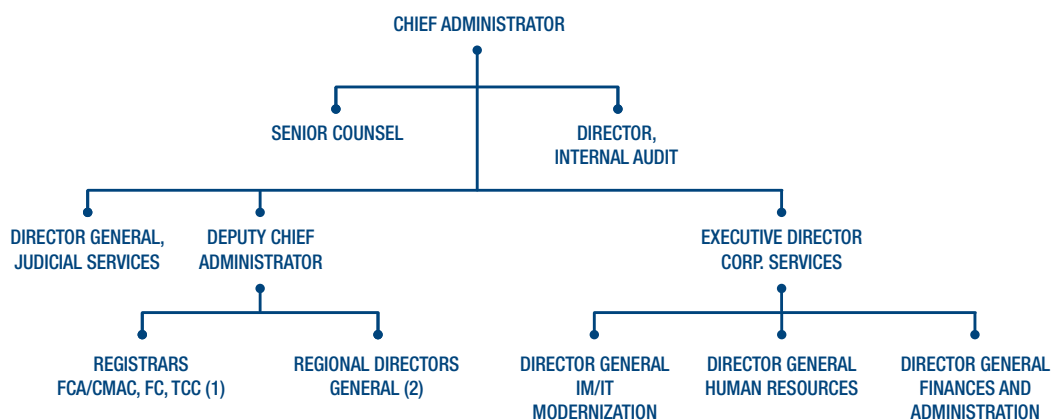 CHIEF ADMINISTRATOR
SENIOR COUNSEL
DIRECTOR,
INTERNAL AUDIT
DIRECTOR GENERAL,
JUDICIAL SERVICES
DEPUTY CHIEF
ADMINISTRATOR
EXECUTIVE DIRECTOR
CORP. SERVICES
REGISTRARS
FCA/CMAC, FC, TCC (1)
REGIONAL DIRECTORS
GENERAL (2)
DIRECTOR GENERAL
IM/IT
MODERNIZATION
DIRECTOR GENERAL
HUMAN RESOURCES
DIRECTOR GENERAL
FINANCES AND
ADMINISTRATION